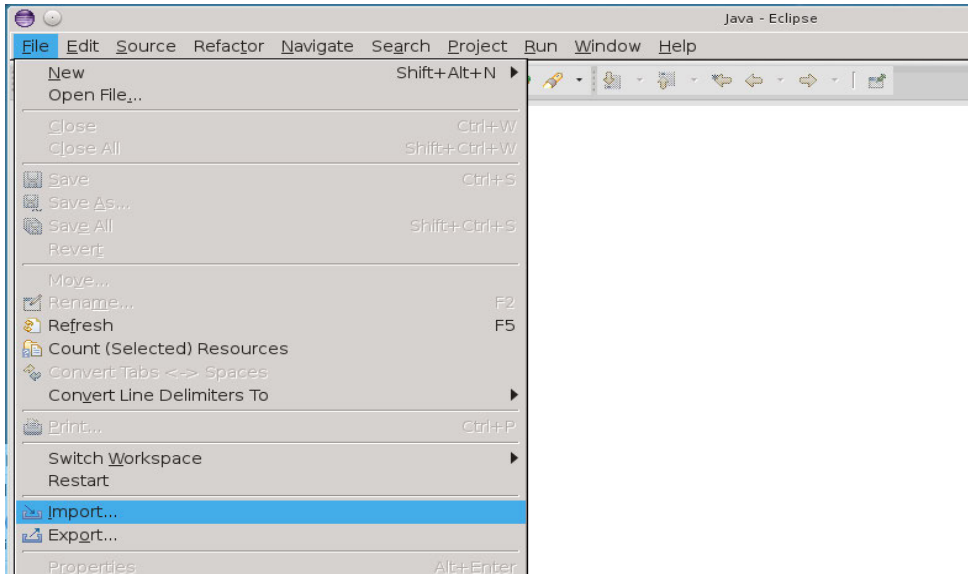 Java - Eclipse
File Edit Source Refactor Navigate Search Project Run Window Help
New Shift+Alt+N
Open File...
Close Ctrl+W
Close All Shift+Ctrl+W
Save Ctrl+S
Save As...
Save All Shift+Ctrl+S
Revert
Move...
Rename... F2
Refresh F5
Count (Selected) Resources
Convert Tabs <-> Spaces
Convert Line Delimiters To
Print... Ctrl+P
Switch Workspace
Restart
Import...
Export...
Properties Alt+Enter